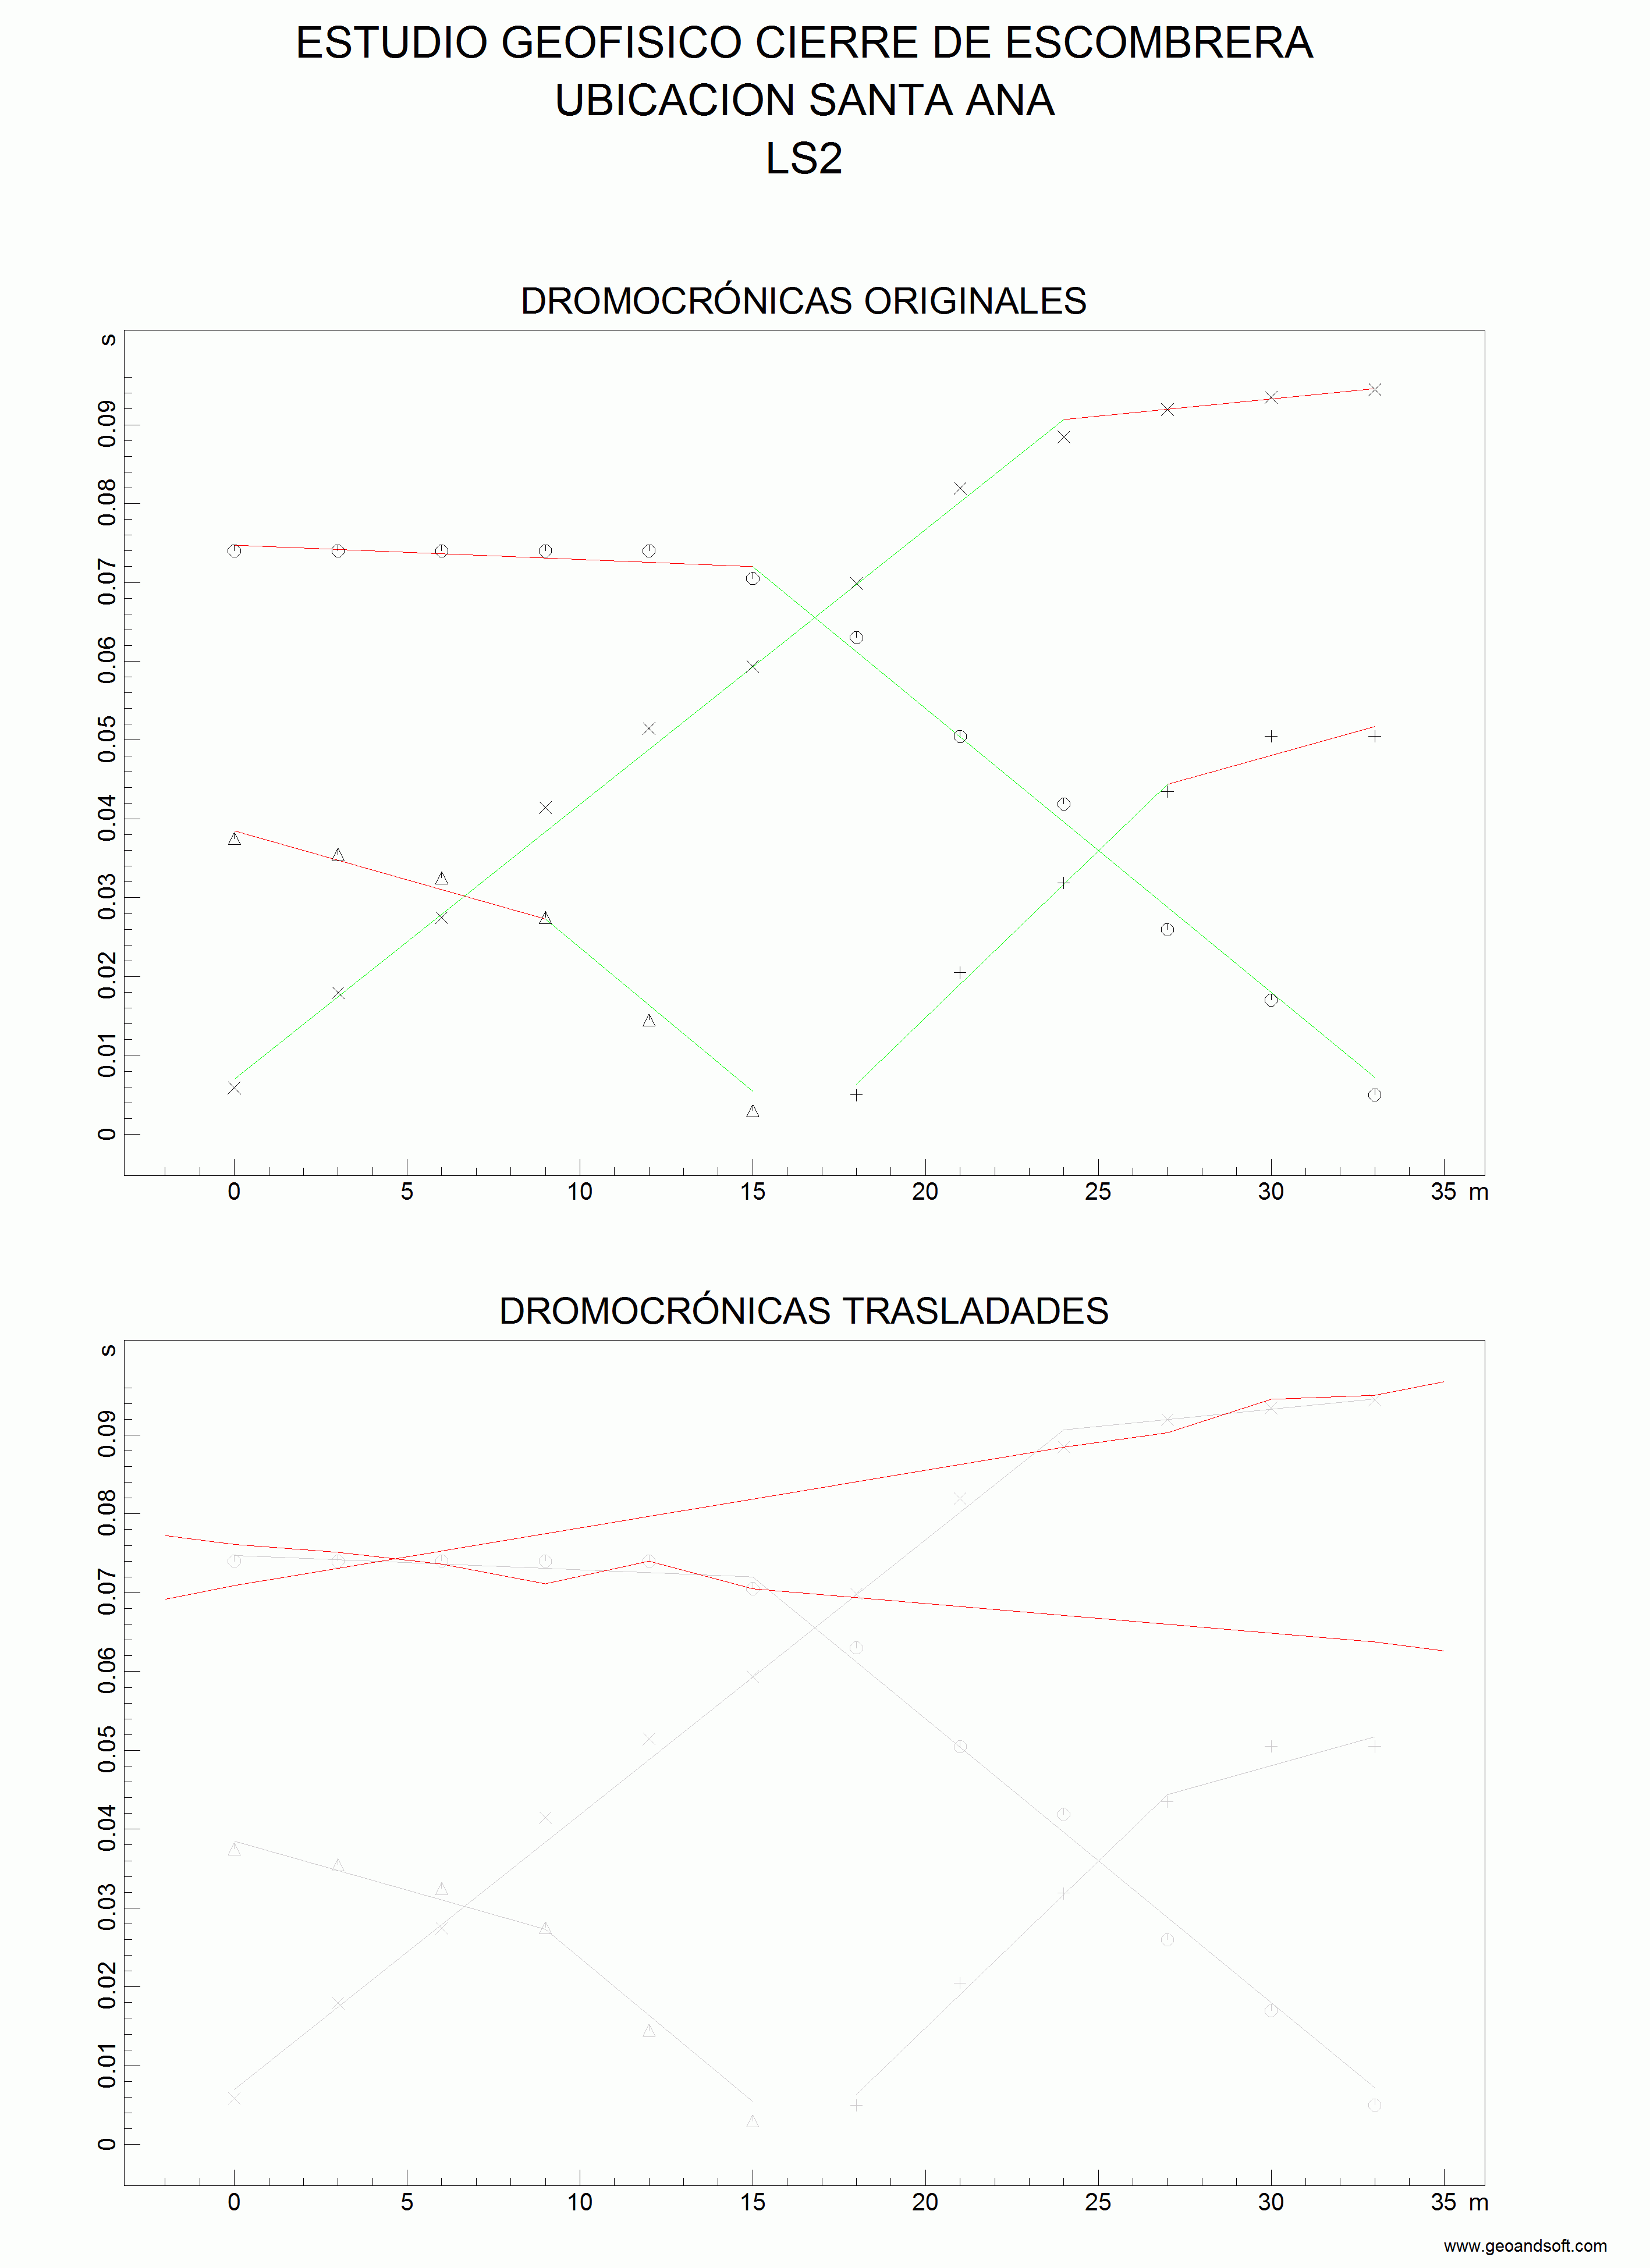 ESTUDIO GEOFISICO CIERRE DE ESCOMBRERA
UBICACION SANTA ANA
LS2
DROMOCRÓNICAS ORIGINALES
s
0.09
0.08
0.07
0.06
0.05
0.04
0.03
0.02
0.01
0
0 5 10 15 20 25 30 35 m
DROMOCRÓNICAS TRASLADADES
s
0.09
0.08
0.07
0.06
0.05
0.04
0.03
0.02
0.01
0
0 5 10 15 20 25 30 35 m
www.geoandsoft.com